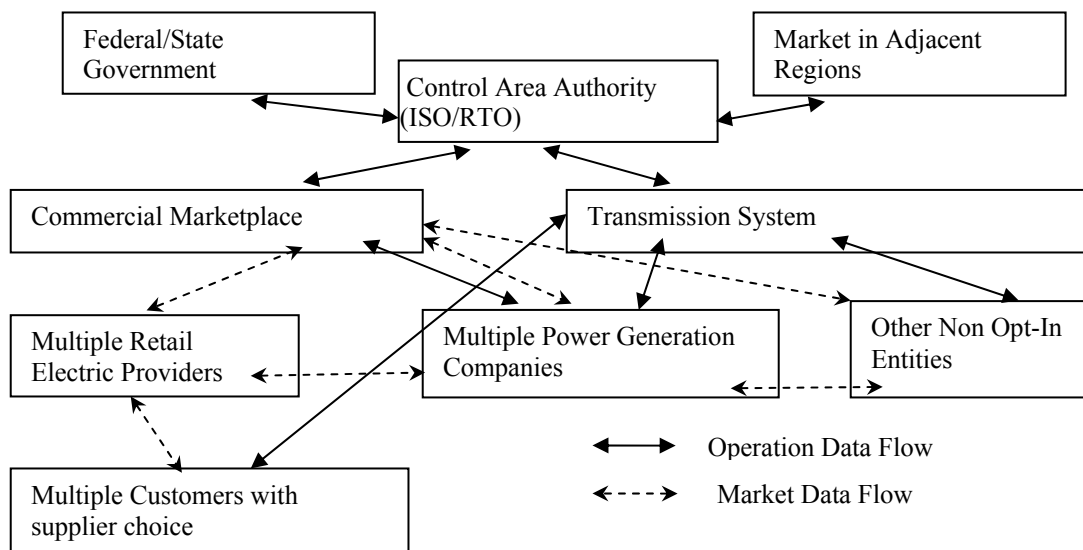 Federal/State
Government
Market in Adjacent
Regions
Control Area Authority
(ISO/RTO)
Commercial Marketplace
Transmission System
Multiple Retail
Electric Providers
Multiple Power Generation
Companies
Other Non Opt-In
Entities
Operation Data Flow
Market Data Flow
Multiple Customers with
supplier choice